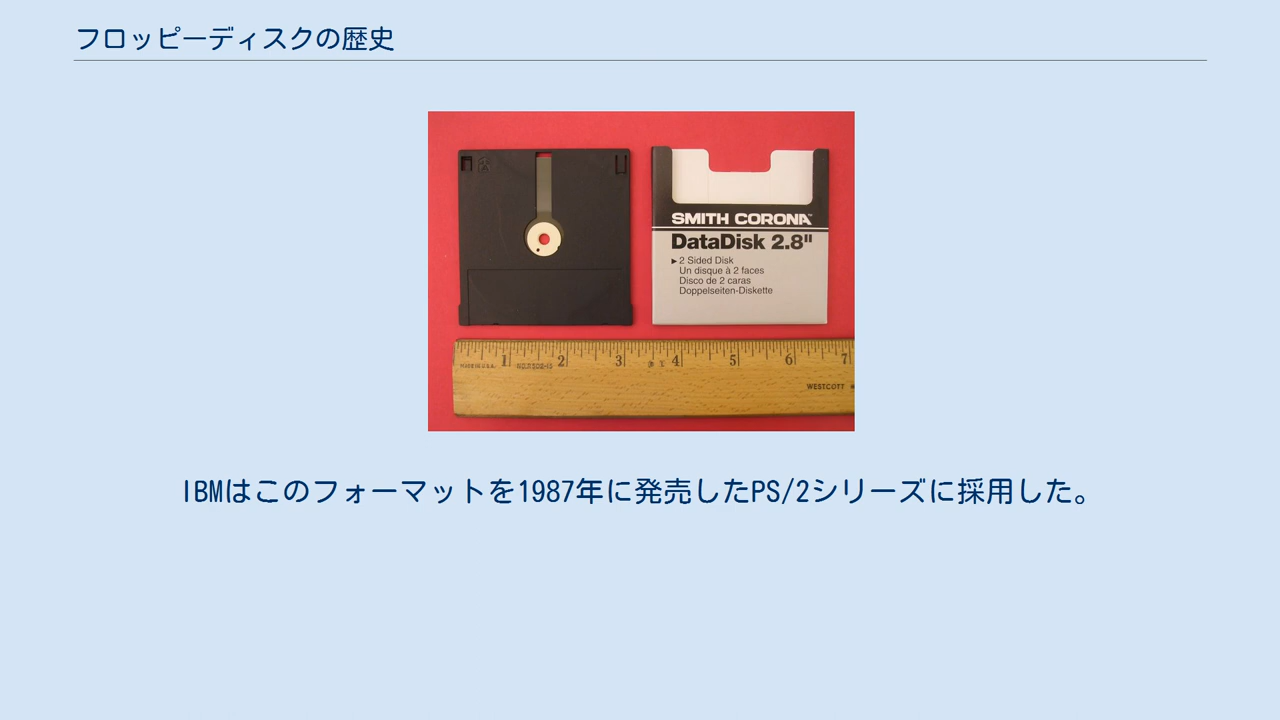 フロッピーディスクの歴史
SMITH CORONA™
DataDisk 2.8"
▶2 Sided Disk
Un disque à 2 faces
Disco de 2 caras
Doppelseiten-Diskette
1 2 3 4 5 6 7
MADE IN U.S.A.
WESTCOTT
IBMはこのフォーマットを1987年に発売したPS/2シリーズに採用した。